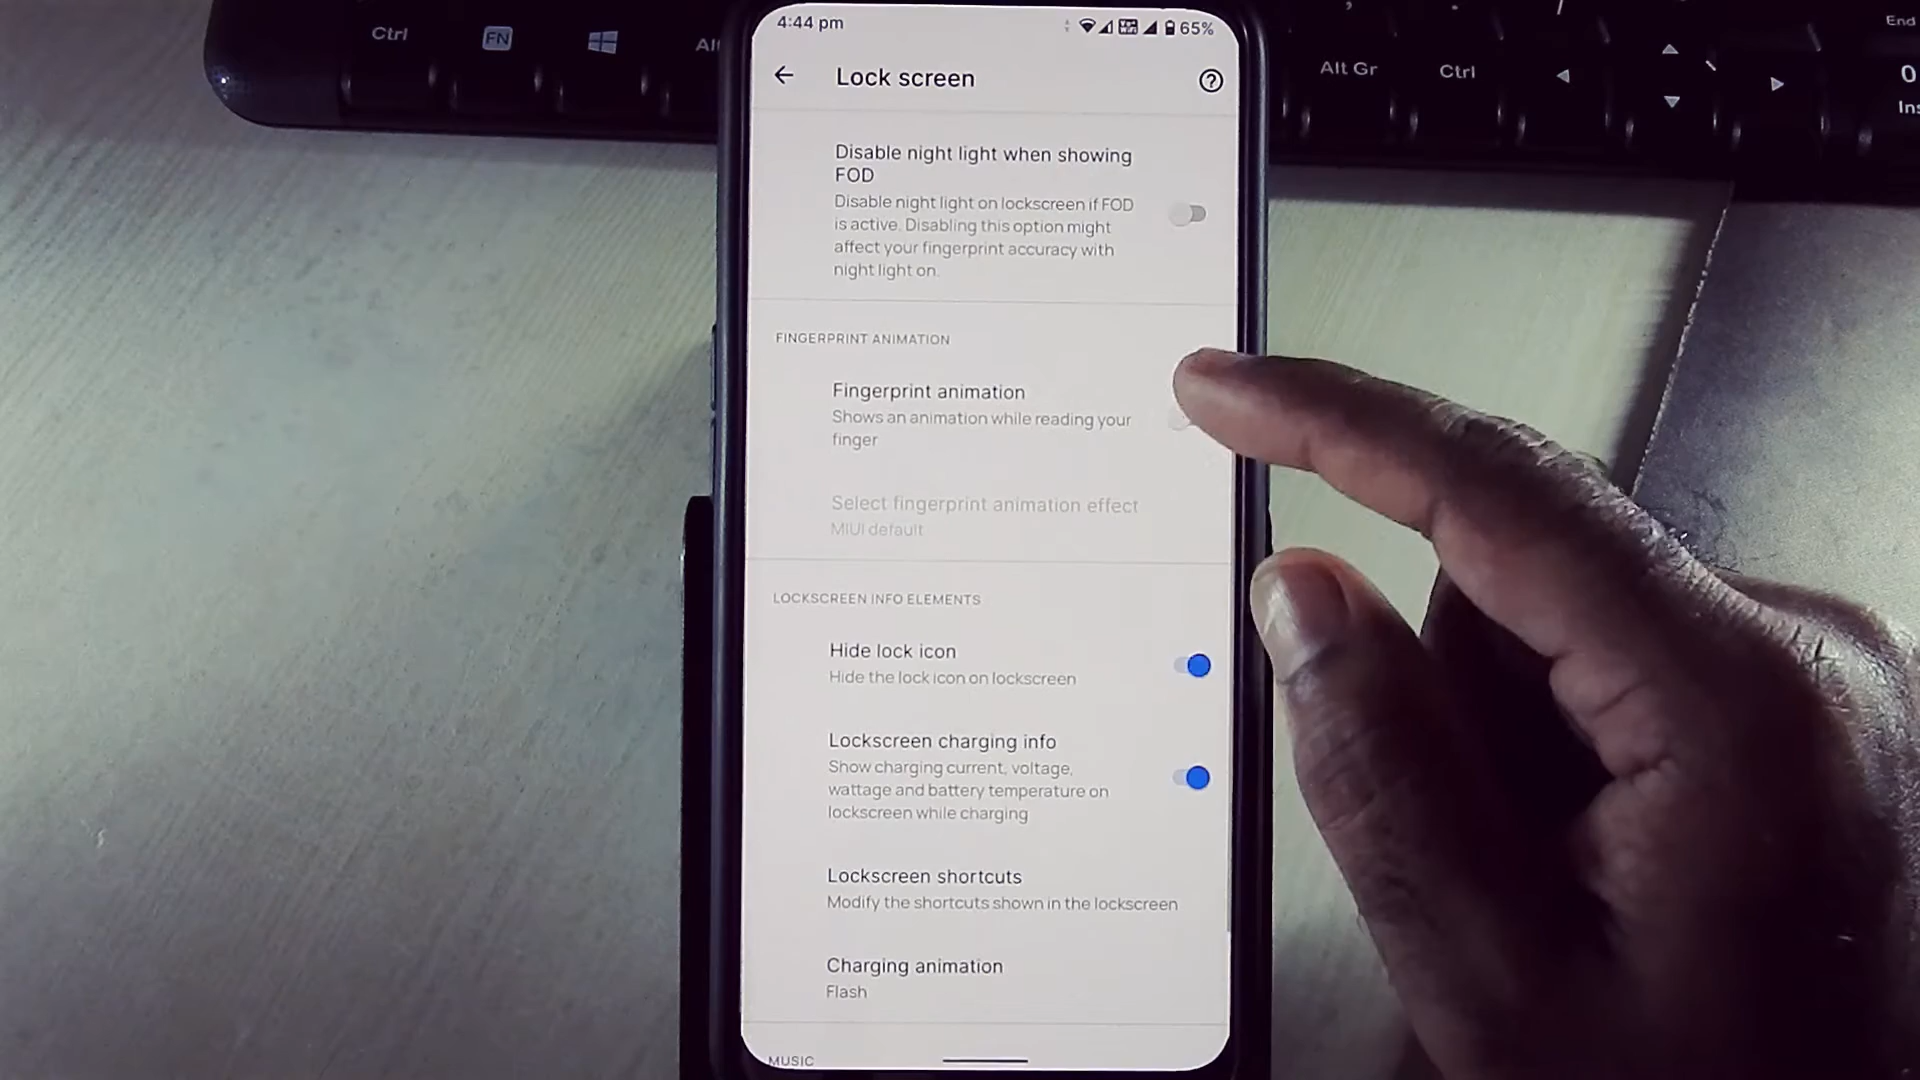 Ctrl
FN
Alt Gr
Ctrl
End
0
4:44 pm
65%
Lock screen
Disable night light when showing
FOD
Disable night light on lockscreen if FOD
is active. Disabling this option might
affect your fingerprint accuracy with
night light on.
FINGERPRINT ANIMATION
Fingerprint animation
Shows an animation while reading your
finger
Select fingerprint animation effect
MIUI default
LOCKSCREEN INFO ELEMENTS
Hide lock icon
Hide the lock icon on lockscreen
Lockscreen charging info
Show charging current, voltage,
wattage and battery temperature on
lockscreen while charging
Lockscreen shortcuts
Modify the shortcuts shown in the lockscreen
Charging animation
Flash
MUSIC